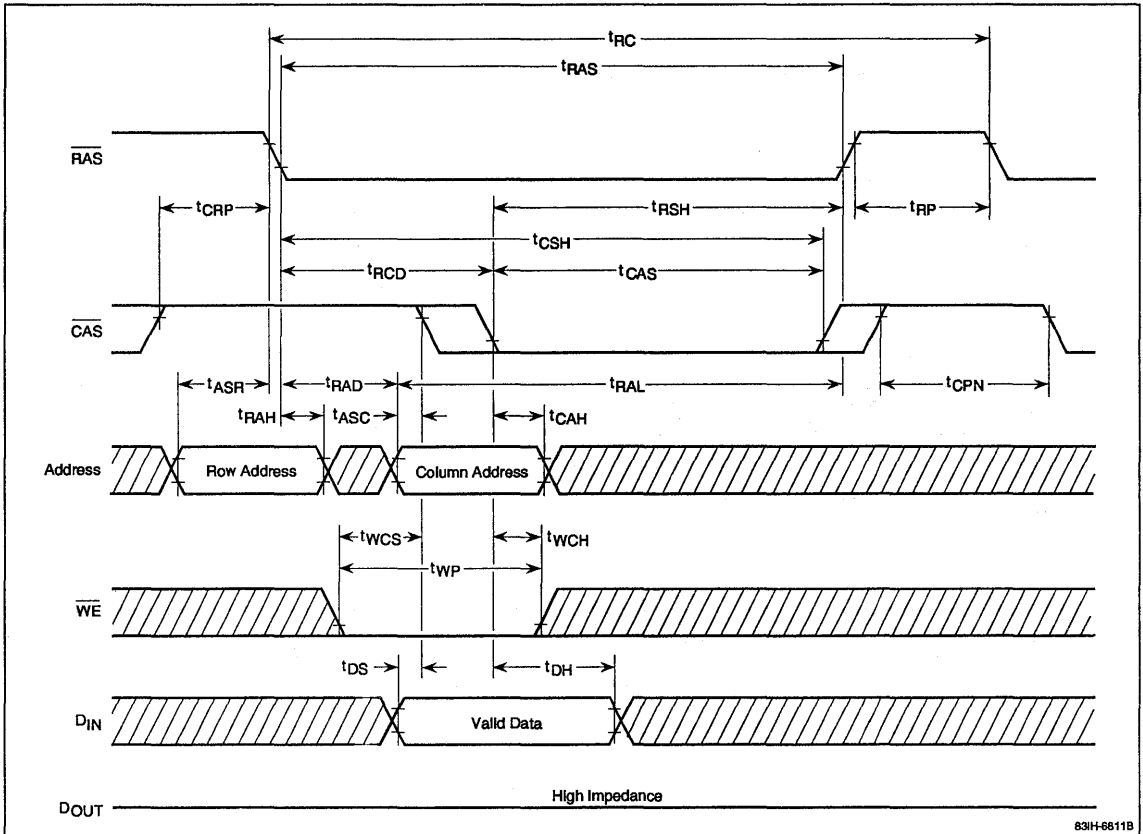 tRC
tRAS
RAS
tCRP
tRSH
tRP
tCSH
tRCD
tCAS
CAS
tASR
tRAD
tRAL
tCPN
tRAH
tASC
tCAH
Address
Row Address
Column Address
tWCS
tWCH
tWP
WE
tDS
tDH
DIN
Valid Data
High Impedance
DOUT
83IH-6811B